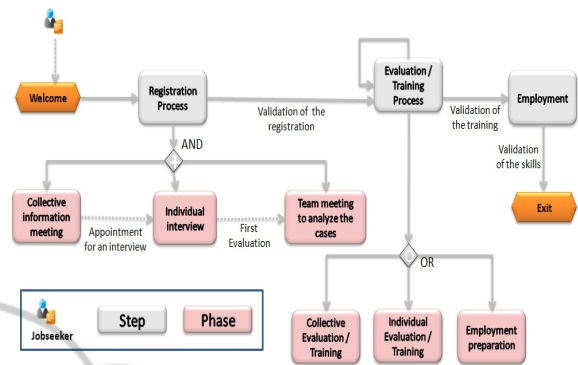 Welcome
Registration
Process
Validation of the
registration
Evaluation /
Training
Process
Validation of
the training
Employment
Validation
of the skills
Exit
AND
Collective
information
meeting
Appointment
for an interview
Individual
interview
First
Evaluation
Team meeting
to analyze the
cases
OR
Collective
Evaluation /
Training
Individual
Evaluation /
Training
Employment
preparation
Jobseeker
Step
Phase